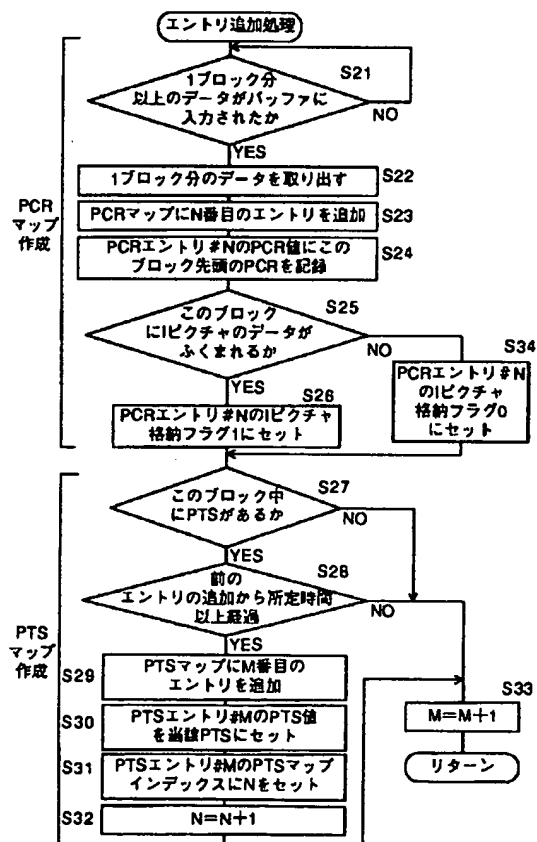 エントリ追加処理
S21
1ブロック分
以上のデータがバッファに
入力されたか
NO
YES
1ブロック分のデータを取り出す
S22
PCRマップにN番目のエントリを追加
S23
PCRエントリ#NのPCR値にこの
ブロック先頭のPCRを記録
S24
PCR
マップ
作成
S25
このブロック
にIピクチャのデータが
ふくまれるか
NO
YES
S34
PCRエントリ#N
のIピクチャ
格納フラグ0
にセット
S26
PCRエントリ#NのIピクチャ
格納フラグ1にセット
S27
このブロック中
にPTSがあるか
NO
YES
S28
前の
エントリの追加から所定時間
以上経過
NO
YES
PTS
マップ
作成
S29
PTSマップにM番目の
エントリを追加
S30
PTSエントリ#MのPTS値
を当該PTSにセット
S31
PTSエントリ#MのPTSマップ
インデックスにNをセット
S32
N=N+1
S33
M=M+1
リターン